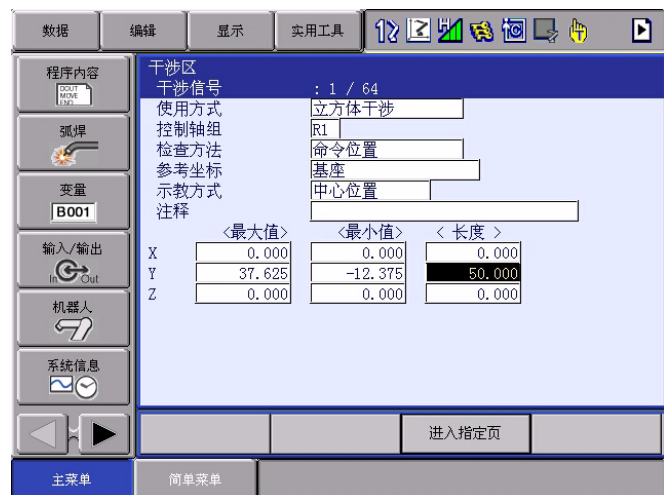 数据 编辑 显示 实用工具
程序内容
DOUT
MOVE
END
弧焊
变量
B001
输入/输出
In Out
机器人
系统信息
干涉区
干涉信号 : 1 / 64
使用方式 立方体干涉
控制轴组 R1
检查方法 命令位置
参考坐标 基座
示教方式 中心位置
注释
<最大值> <最小值> < 长度 >
X 0.000 0.000 0.000
Y 37.625 -12.375 50.000
Z 0.000 0.000 0.000
进入指定页
主菜单 简单菜单